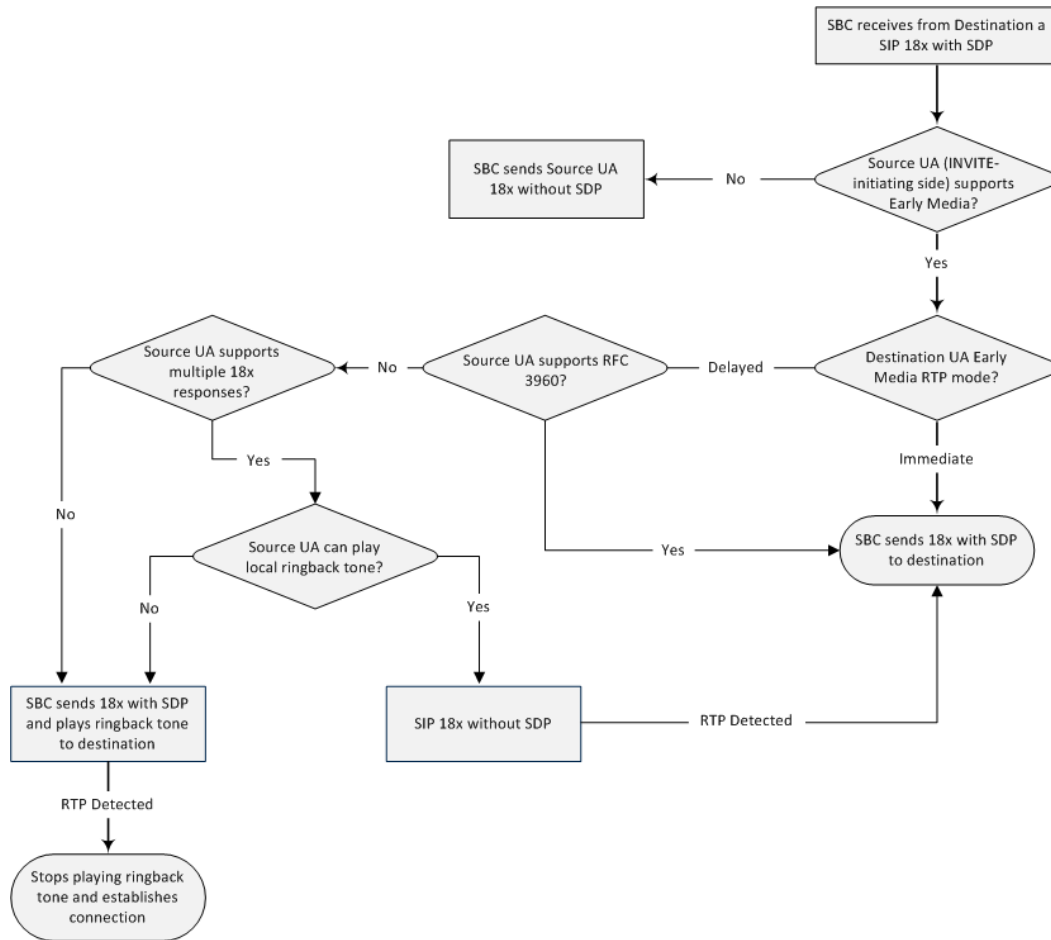 SBC receives from Destination a
SIP 18x with SDP
SBC sends Source UA
18x without SDP
No
Source UA (INVITE-
initiating side) supports
Early Media?
Yes
Source UA supports
multiple 18x
responses?
No
Source UA supports RFC
3960?
Delayed
Destination UA Early
Media RTP mode?
Yes
Immediate
No
Source UA can play
local ringback tone?
Yes
SBC sends 18x with SDP
to destination
No
Yes
SBC sends 18x with SDP
and plays ringback tone
to destination
SIP 18x without SDP
RTP Detected
RTP Detected
Stops playing ringback
tone and establishes
connection